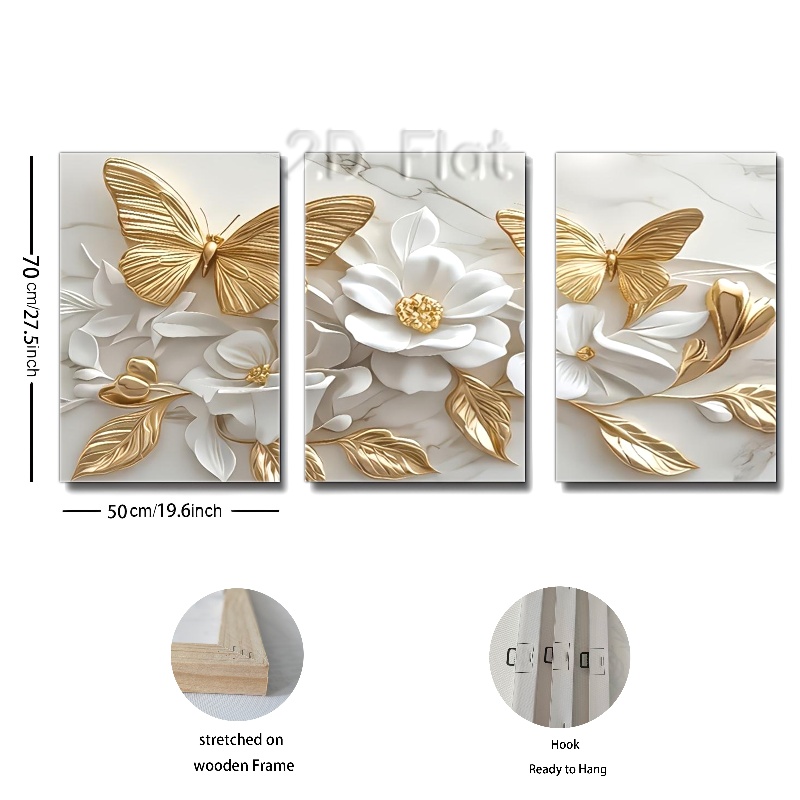 2D Flat
70 cm/27.5inch
50 cm/19.6inch
stretched on
wooden Frame
Hook
Ready to Hang